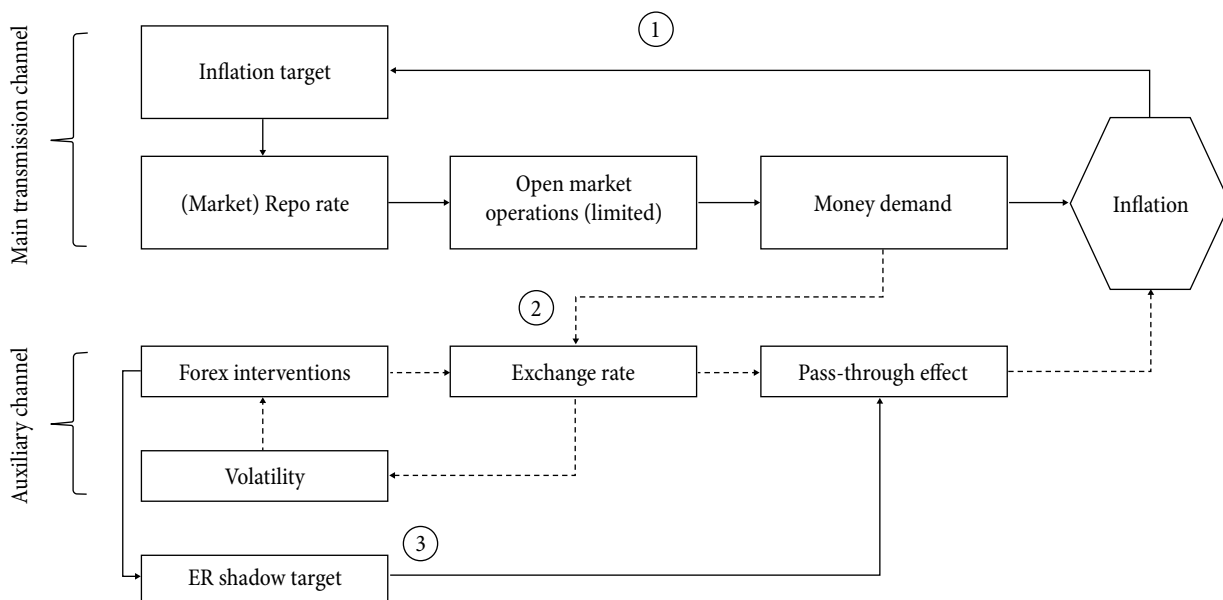 Main transmission channel
1
Inflation target
(Market) Repo rate
Open market
operations (limited)
Money demand
Inflation
Auxiliary channel
2
Forex interventions
Exchange rate
Pass-through effect
Volatility
3
ER shadow target